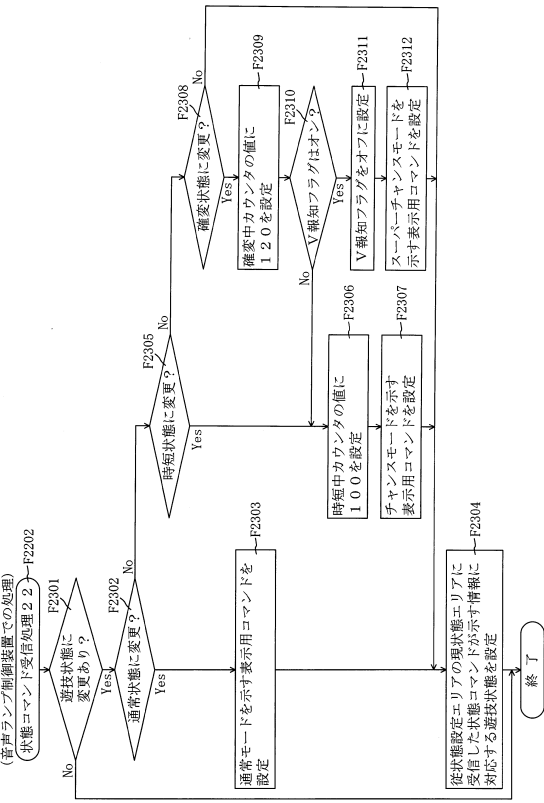 (音声ランプ制御装置での処理)
状態コマンド受信処理22
F2202
遊技状態に
変更あり?
F2301
No
Yes
通常状態に変更?
F2302
No
Yes
通常モードを示す表示用コマンドを
設定
F2303
時短状態に変更?
F2305
No
Yes
時短中カウンタの値に
100を設定
F2306
チャンスモードを示す
表示用コマンドを設定
F2307
確変状態に変更?
F2308
No
Yes
確変中カウンタの値に
120を設定
F2309
V報知フラグはオン?
F2310
No
Yes
V報知フラグをオフに設定
F2311
スーパーチャンスモードを
示す表示用コマンドを設定
F2312
従状態設定エリアの現状態エリアに
受信した状態コマンドが示す情報に
対応する遊技状態を設定
F2304
終了